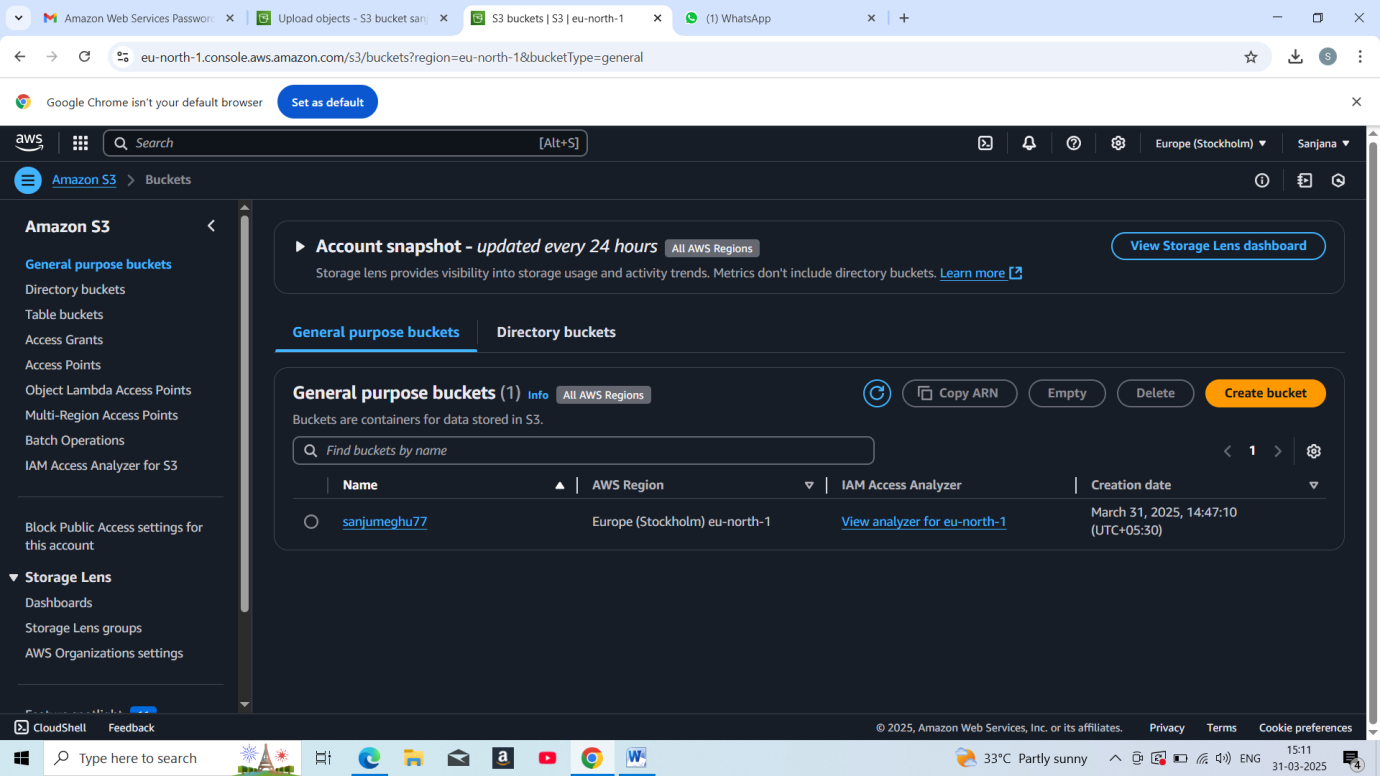 Amazon Web Services Password
Upload objects - S3 bucket sanj
S3 buckets | S3 | eu-north-1
(1) WhatsApp
eu-north-1.console.aws.amazon.com/s3/buckets?region=eu-north-1&bucketType=general
S
Google Chrome isn't your default browser
Set as default
aws
Search
[Alt+S]
Europe (Stockholm)
Sanjana
Amazon S3
Buckets
Amazon S3
General purpose buckets
Directory buckets
Table buckets
Access Grants
Access Points
Object Lambda Access Points
Multi-Region Access Points
Batch Operations
IAM Access Analyzer for S3
Block Public Access settings for
this account
Storage Lens
Dashboards
Storage Lens groups
AWS Organizations settings
Account snapshot - updated every 24 hours
All AWS Regions
View Storage Lens dashboard
Storage lens provides visibility into storage usage and activity trends. Metrics don't include directory buckets. Learn more
General purpose buckets
Directory buckets
General purpose buckets (1)
Info
All AWS Regions
Copy ARN
Empty
Delete
Create bucket
Buckets are containers for data stored in S3.
Find buckets by name
1
Name
AWS Region
IAM Access Analyzer
Creation date
sanjumeghu77
Europe (Stockholm) eu-north-1
View analyzer for eu-north-1
March 31, 2025, 14:47:10
(UTC+05:30)
CloudShell
Feedback
© 2025, Amazon Web Services, Inc. or its affiliates.
Privacy
Terms
Cookie preferences
Type here to search
33°C Partly sunny
ENG
15:11
31-03-2025
4